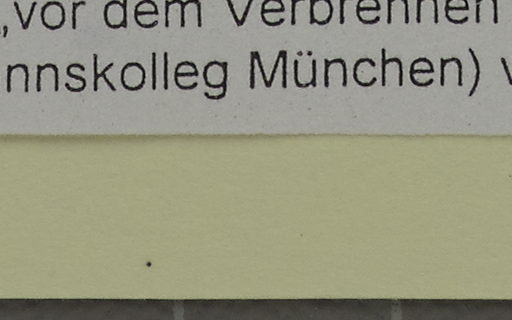 „vor dem Verbrennen
nnskolleg München) v